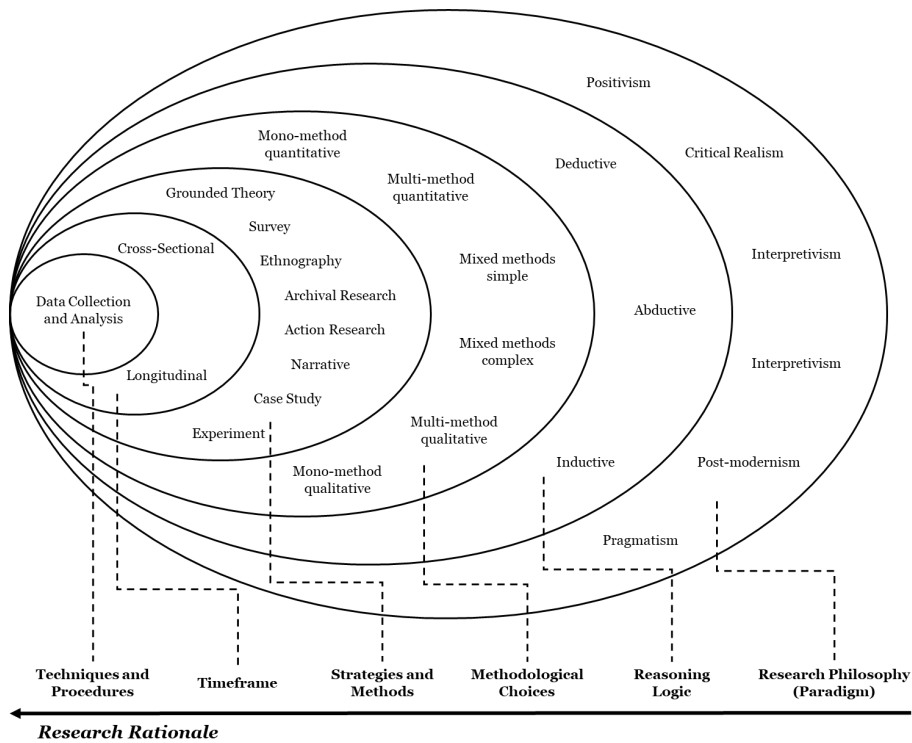 Positivism
Critical Realism
Interpretivism
Interpretivism
Post-modernism
Pragmatism
Deductive
Abductive
Inductive
Mono-method
quantitative
Multi-method
quantitative
Mixed methods
simple
Mixed methods
complex
Multi-method
qualitative
Mono-method
qualitative
Grounded Theory
Survey
Ethnography
Archival Research
Action Research
Narrative
Case Study
Experiment
Cross-Sectional
Longitudinal
Data Collection
and Analysis
Techniques and
Procedures
Timeframe
Strategies and
Methods
Methodological
Choices
Reasoning
Logic
Research Philosophy
(Paradigm)
Research Rationale